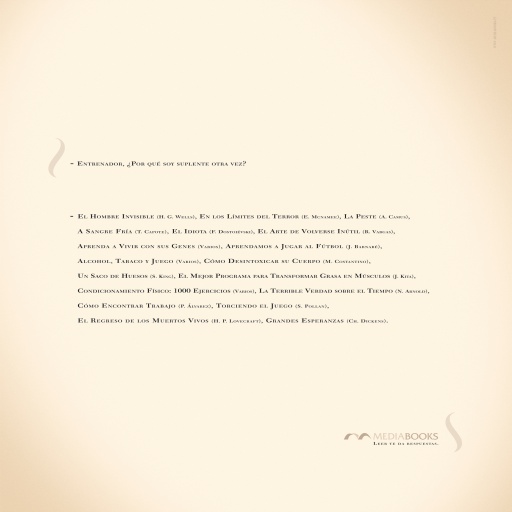 - Entrenador, ¿Por qué soy suplente otra vez?
- El Hombre Invisible (H. G. Wells), En los Límites del Terror (E. McNamee), La Peste (A. Camus),
A Sangre Fría (T. Capote), El Idiota (F. Dostoievski), El Arte de Volverse Inútil (R. Vargas),
Aprenda a Vivir con sus Genes (Varios), Aprendamos a Jugar al Fútbol (J. Barnabé),
Alcohol, Tabaco y Juego (Varios), Cómo Desintoxicar su Cuerpo (M. Costantino),
Un Saco de Huesos (S. King), El Mejor Programa para Transformar Grasa en Músculos (J. Kita),
Condicionamiento Físico: 1000 Ejercicios (Varios), La Terrible Verdad sobre el Tiempo (N. Arnold),
Cómo Encontrar Trabajo (P. Álvarez), Torciendo el Juego (S. Pollan),
El Regreso de los Muertos Vivos (H. P. Lovecraft), Grandes Esperanzas (Ch. Dickens).
MEDIABOOKS
Leer te da respuestas.